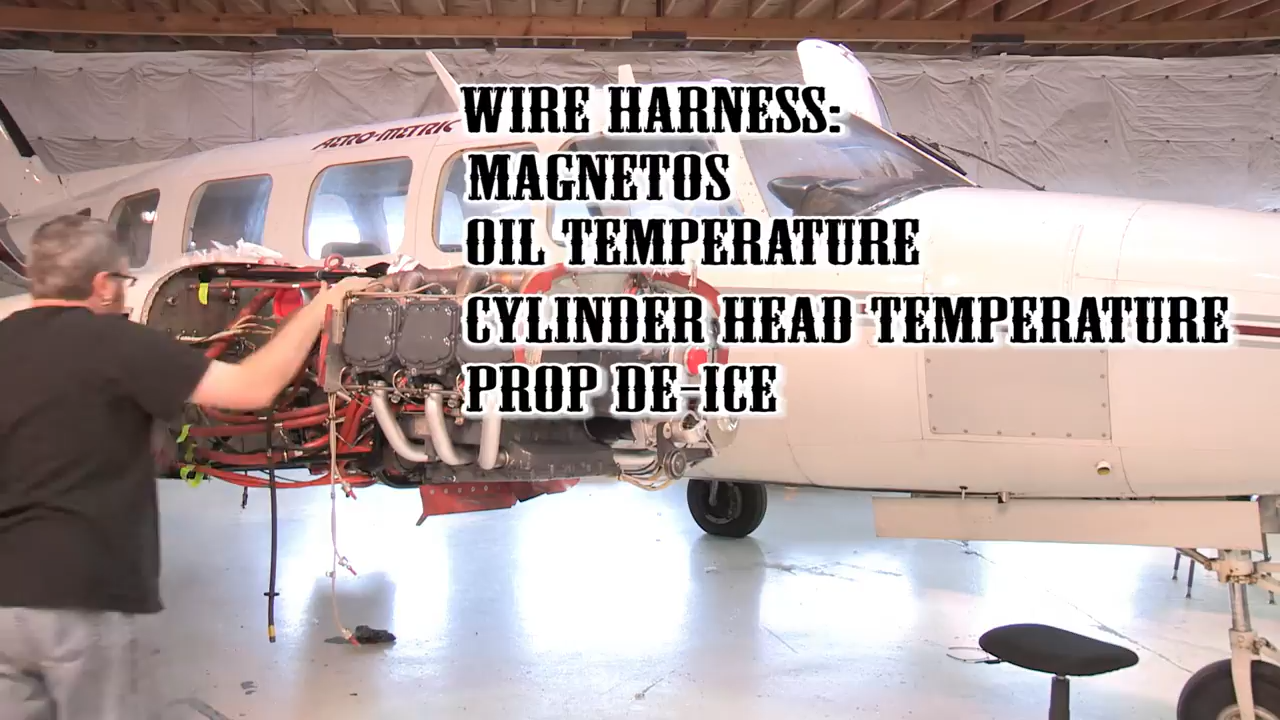 AERO-METRIC
WIRE HARNESS:
MAGNETOS
OIL TEMPERATURE
CYLINDER HEAD TEMPERATURE
PROP DE-ICE